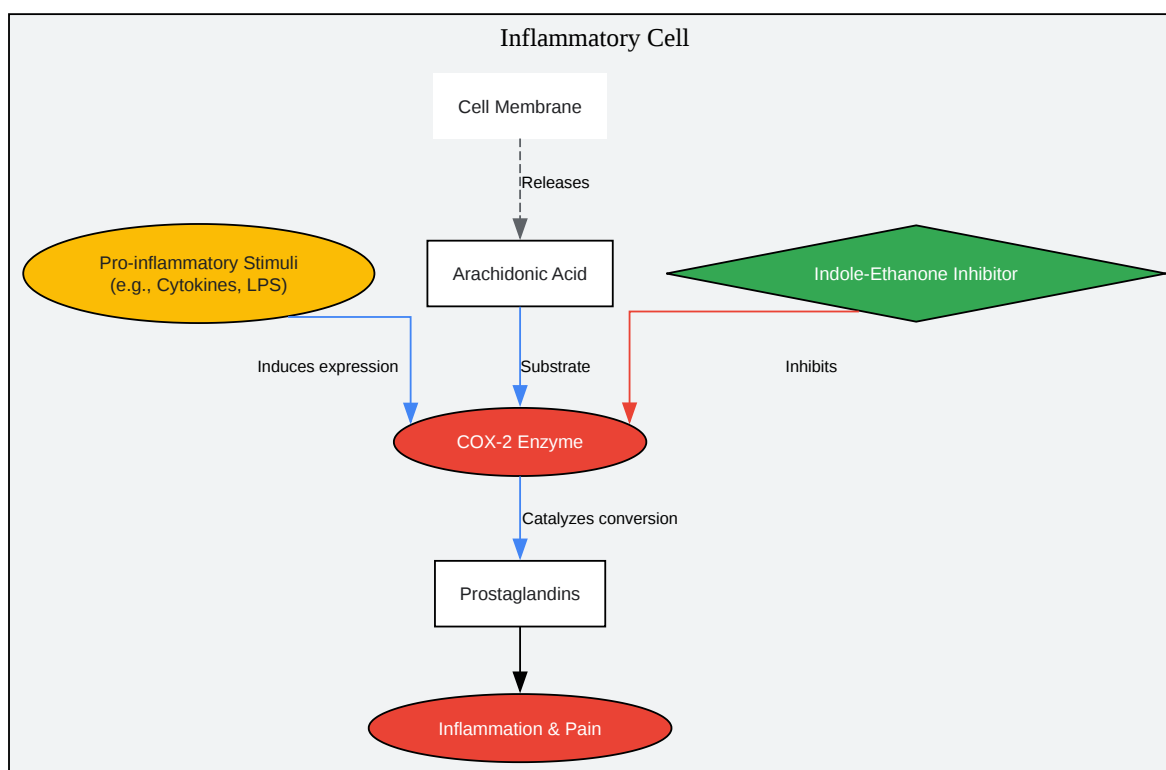 Inflammatory Cell
Cell Membrane
Releases
Pro-inflammatory Stimuli
(e.g., Cytokines, LPS)
Arachidonic Acid
Indole-Ethanone Inhibitor
Induces expression
Substrate
Inhibits
COX-2 Enzyme
Catalyzes conversion
Prostaglandins
Inflammation & Pain